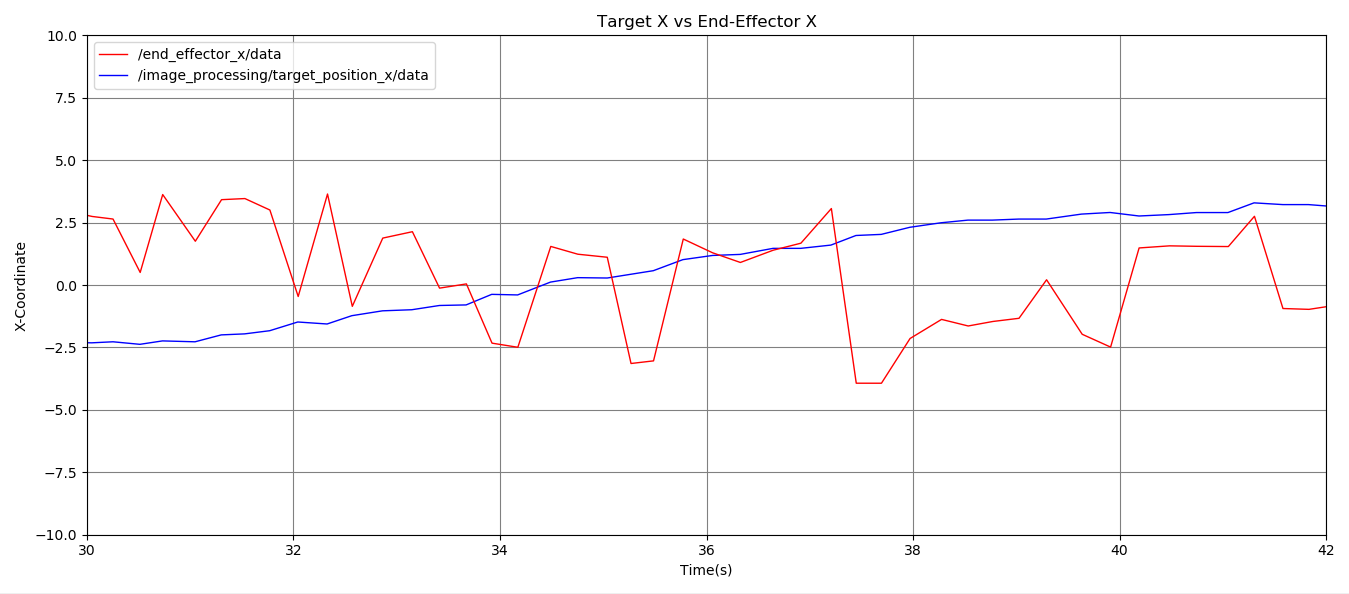 Target X vs End-Effector X
/end_effector_x/data
/image_processing/target_position_x/data
10.0
7.5
5.0
2.5
0.0
−2.5
−5.0
−7.5
−10.0
X-Coordinate
30 32 34 36 38 40 42
Time(s)